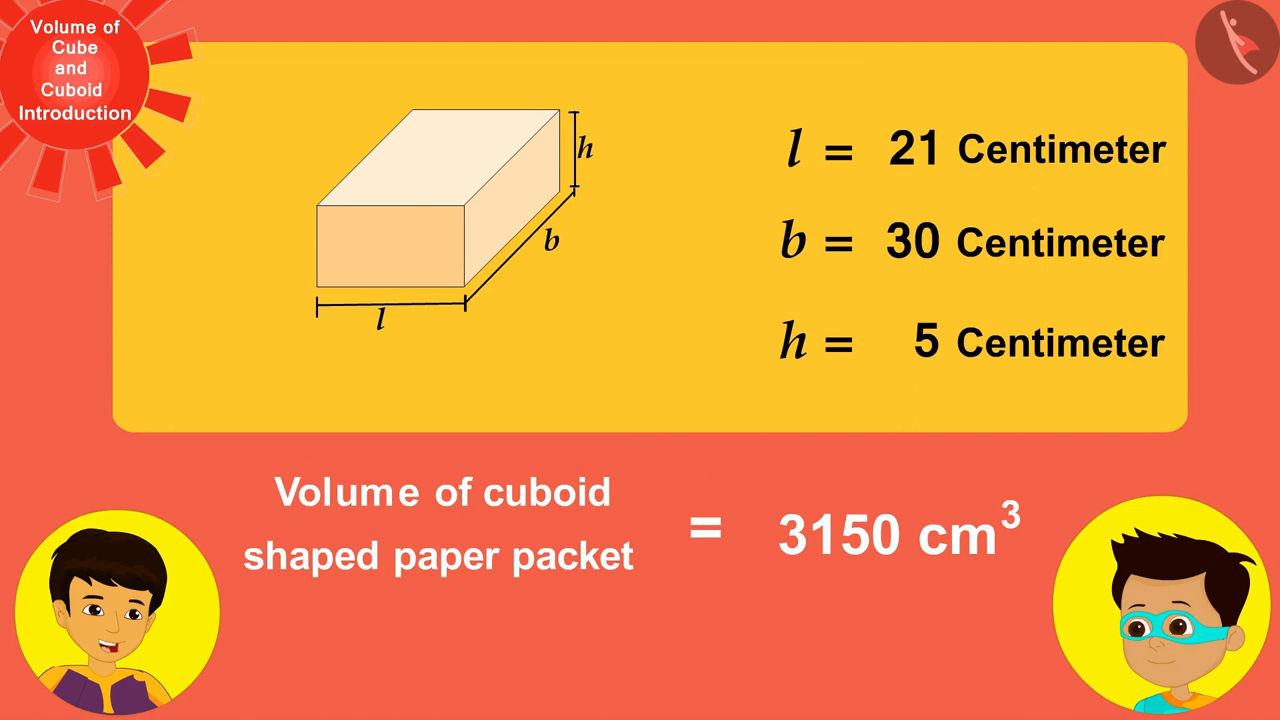 Volume of
Cube
and
Cuboid
Introduction
h
b
l
l = 21 Centimeter
b = 30 Centimeter
h = 5 Centimeter
Volume of cuboid
shaped paper packet = 3150 cm³